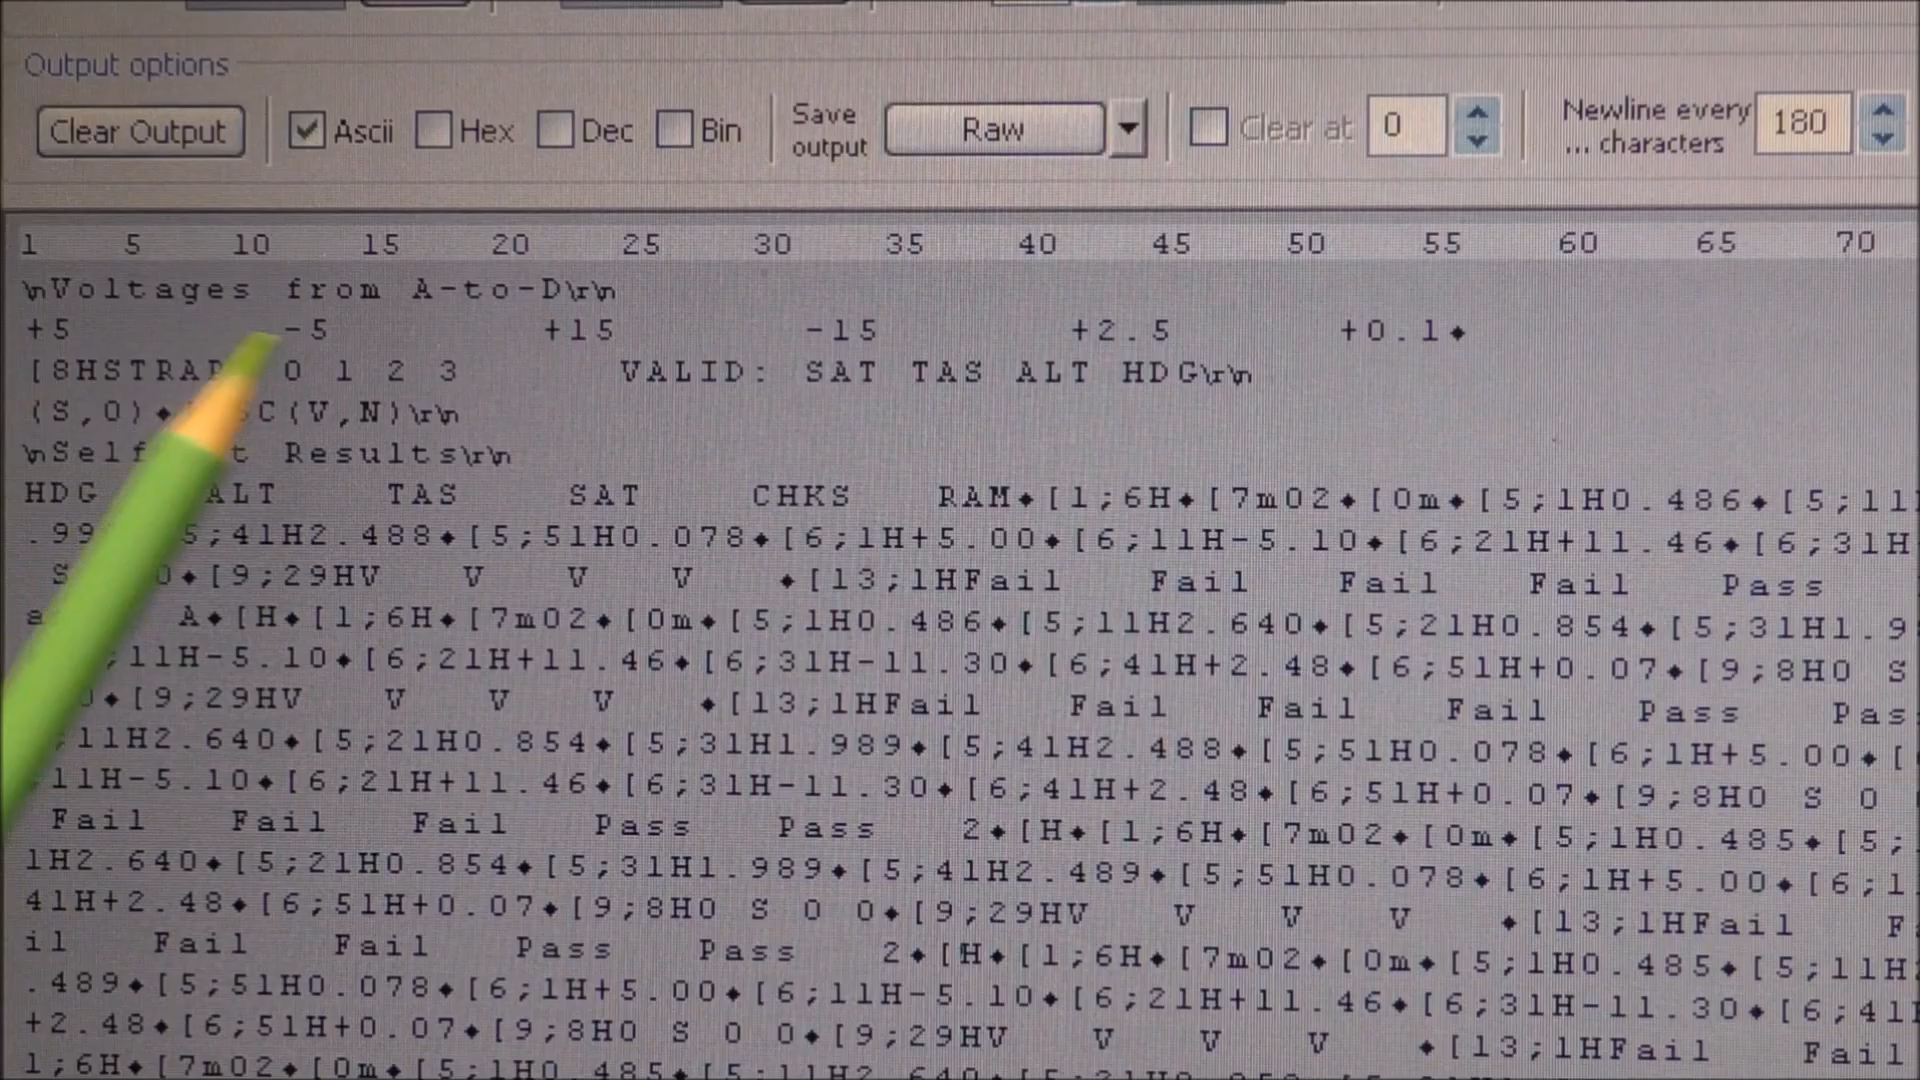 Output options
Clear Output Ascii Hex Dec Bin Save output Raw Clear at 0 Newline every ... characters 180
1 5 10 15 20 25 30 35 40 45 50 55 60 65 70
\nVoltages from A-to-D\r\n
+5 -5 +15 -15 +2.5 +0.1◆
[8HSTRAP 0 1 2 3 VALID: SAT TAS ALT HDG\r\n
(S,O)◆ C(V,N)\r\n
\nSelf t Results\r\n
HDG ALT TAS SAT CHKS RAM◆[1;6H◆[7m02◆[0m◆[5;1H0.486◆[5;11
.99 5;41H2.488◆[5;51H0.078◆[6;1H+5.00◆[6;11H-5.10◆[6;21H+11.46◆[6;31H
S 0◆[9;29HV V V V ◆[13;1HFail Fail Fail Fail Pass
A◆[H◆[1;6H◆[7m02◆[0m◆[5;1H0.486◆[5;11H2.640◆[5;21H0.854◆[5;31H1.9
;11H-5.10◆[6;21H+11.46◆[6;31H-11.30◆[6;41H+2.48◆[6;51H+0.07◆[9;8H0 S
0◆[9;29HV V V V ◆[13;1HFail Fail Fail Fail Pass Pas
;11H2.640◆[5;21H0.854◆[5;31H1.989◆[5;41H2.488◆[5;51H0.078◆[6;1H+5.00◆[
11H-5.10◆[6;21H+11.46◆[6;31H-11.30◆[6;41H+2.48◆[6;51H+0.07◆[9;8H0 S 0
Fail Fail Fail Pass Pass 2◆[H◆[1;6H◆[7m02◆[0m◆[5;1H0.485◆[5;
1H2.640◆[5;21H0.854◆[5;31H1.989◆[5;41H2.489◆[5;51H0.078◆[6;1H+5.00◆[6;1
41H+2.48◆[6;51H+0.07◆[9;8H0 S 0 0◆[9;29HV V V V ◆[13;1HFail F
il Fail Fail Pass Pass 2◆[H◆[1;6H◆[7m02◆[0m◆[5;1H0.485◆[5;11H
.489◆[5;51H0.078◆[6;1H+5.00◆[6;11H-5.10◆[6;21H+11.46◆[6;31H-11.30◆[6;41
+2.48◆[6;51H+0.07◆[9;8H0 S 0 0◆[9;29HV V V V ◆[13;1HFail Fail
1;6H◆[7m02◆[0m◆[5;1H0.485◆[5;11H2.640◆